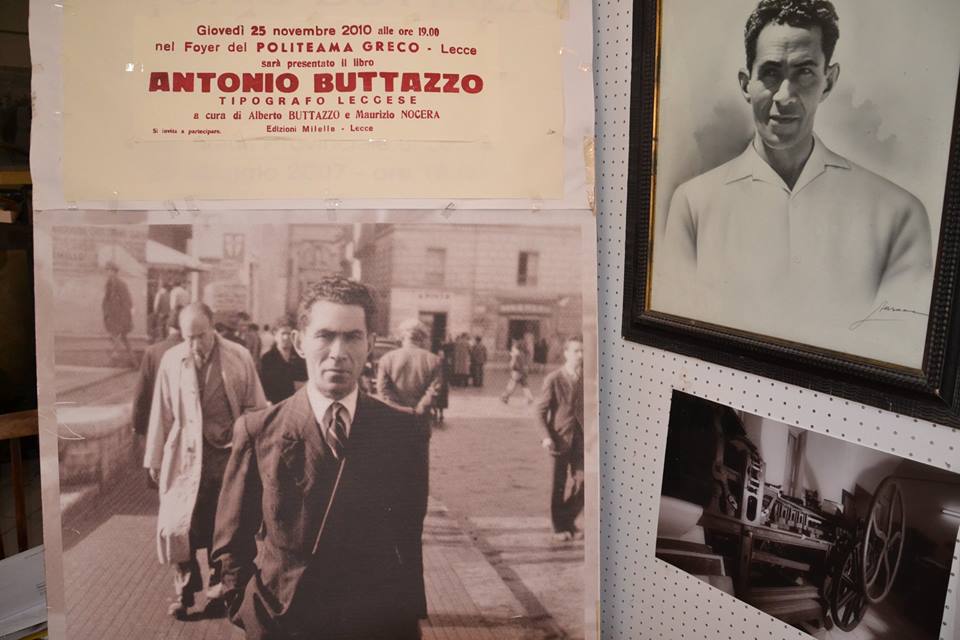 Giovedì 25 novembre 2010 alle ore 19.00
nel Foyer del POLITEAMA GRECO - Lecce
sarà presentato il libro
ANTONIO BUTTAZZO
TIPOGRAFO LECCESE
a cura di Alberto BUTTAZZO e Maurizio NOCERA
Si invita a partecipare. Edizioni Milella - Lecce